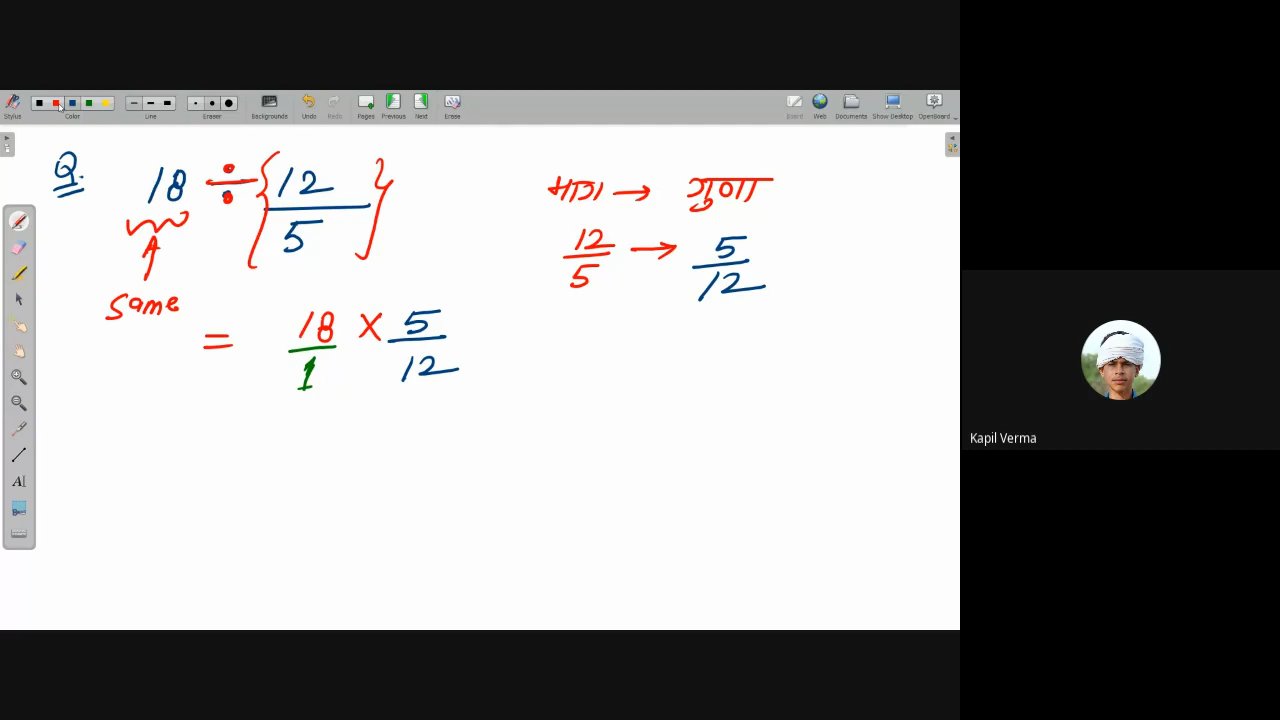 Stylus
Color
Line
Eraser
Backgrounds
Undo
Redo
Pages
Previous
Next
Erase
Board
Web
Documents
Show Desktop
OpenBoard
Q. 18 ÷ {12/5}
Same
= 18/1 × 5/12
भाग → गुणा
12/5 → 5/12
Kapil Verma